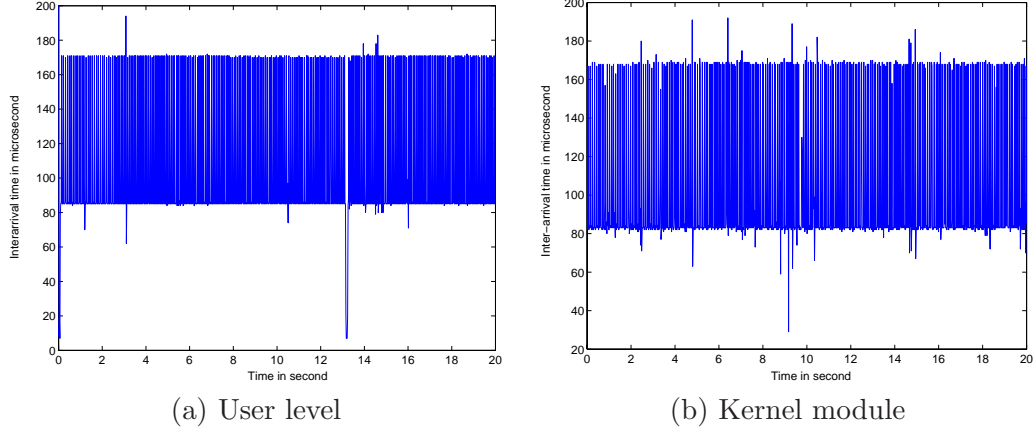 200
180
160
140
120
100
80
60
40
20
0
Interarrival time in microsecond
0 2 4 6 8 10 12 14 16 18 20
Time in second
(a) User level
200
180
160
140
120
100
80
60
40
20
Inter-arrival time in microsecond
0 2 4 6 8 10 12 14 16 18 20
Time in second
(b) Kernel module